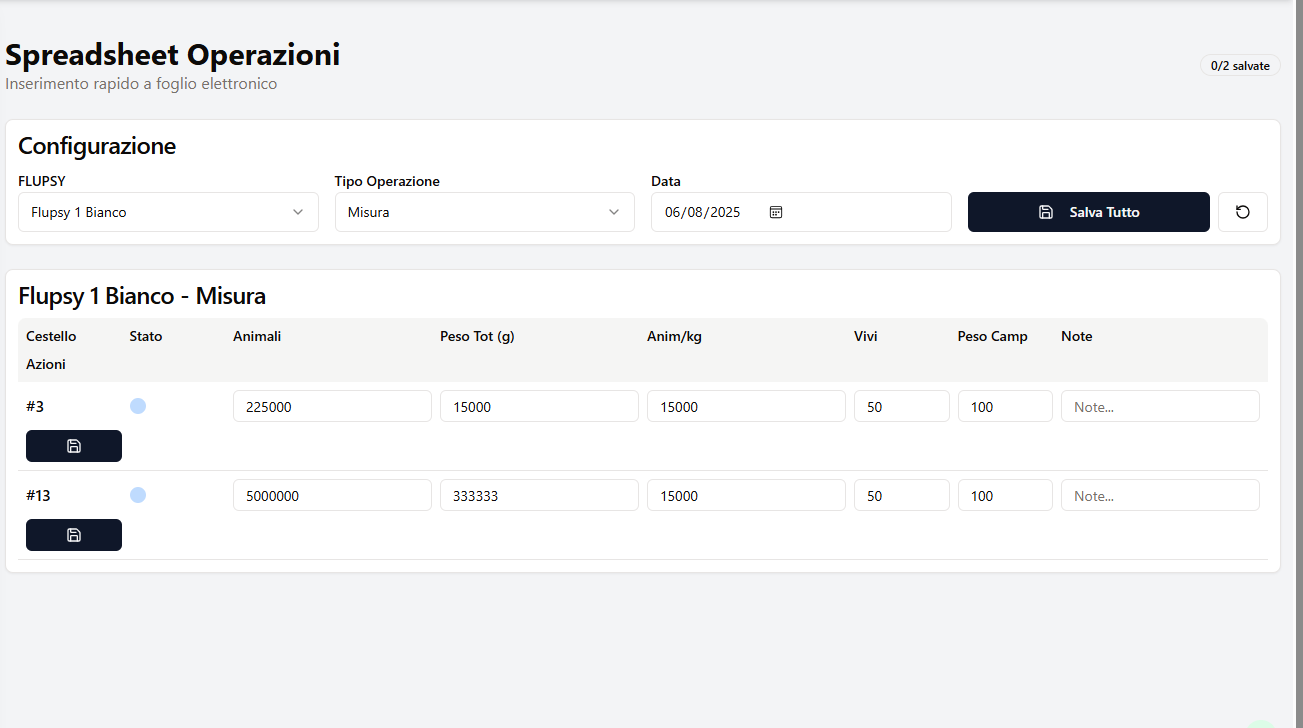 Spreadsheet Operazioni
Inserimento rapido a foglio elettronico
0/2 salvate
Configurazione
FLUPSY Tipo Operazione Data
Flupsy 1 Bianco Misura 06/08/2025 Salva Tutto
Flupsy 1 Bianco - Misura
Cestello Stato Animali Peso Tot (g) Anim/kg Vivi Peso Camp Note
Azioni
#3 225000 15000 15000 50 100 Note...
#13 5000000 333333 15000 50 100 Note...